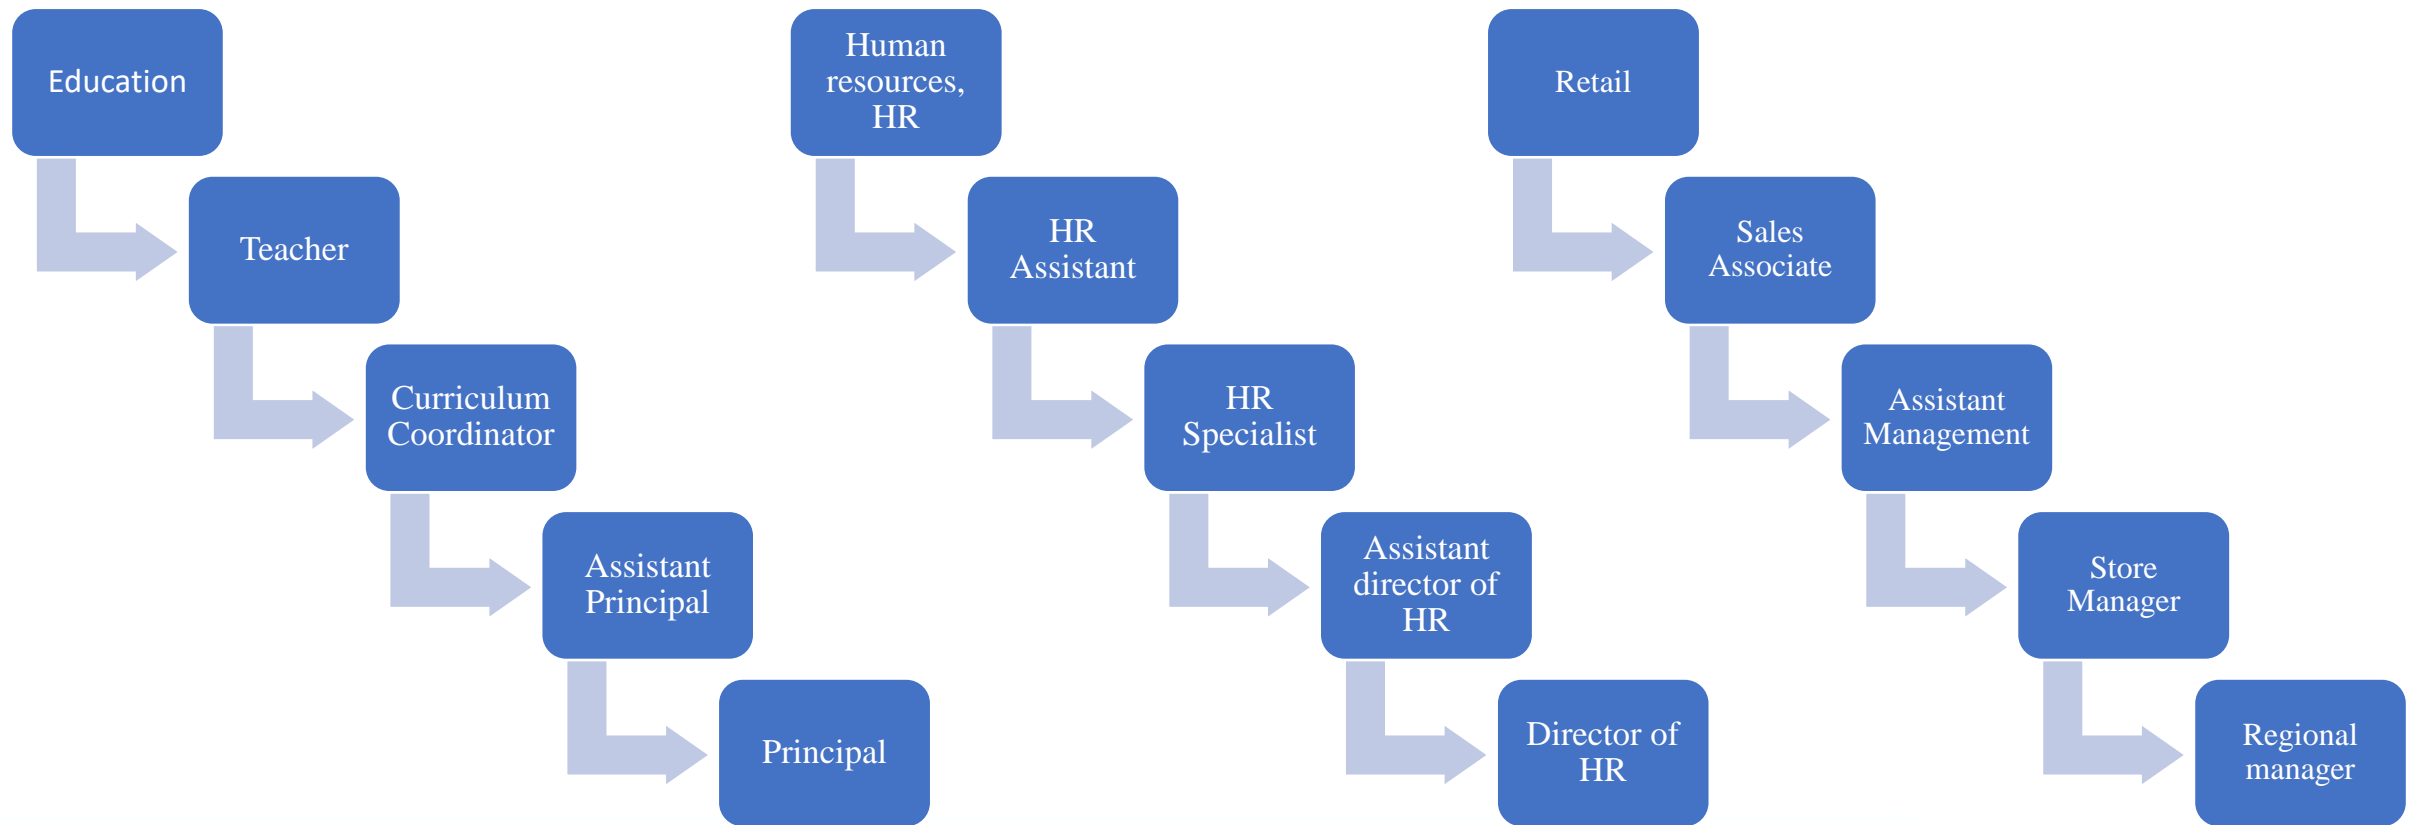 Education
Teacher
Curriculum
Coordinator
Assistant
Principal
Principal
Human
resources,
HR
HR
Assistant
HR
Specialist
Assistant
director of
HR
Director of
HR
Retail
Sales
Associate
Assistant
Management
Store
Manager
Regional
manager